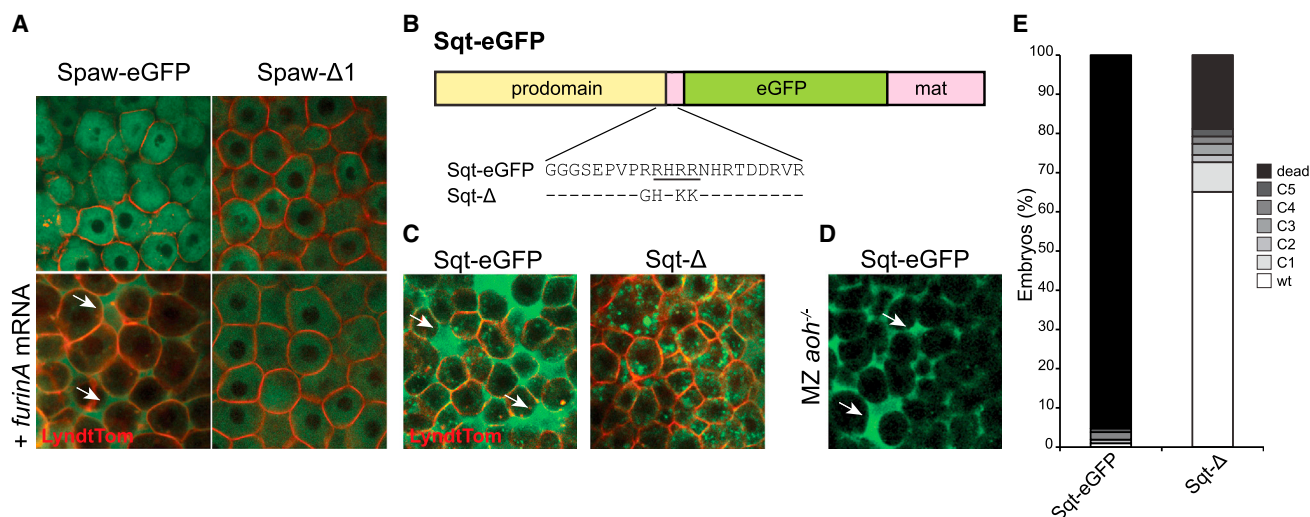 A
Spaw-eGFP
Spaw-Δ1
+ furinA mRNA
LyndtTom
B
Sqt-eGFP
prodomain
eGFP
mat
Sqt-eGFP GGGSEPVPRRHRRNHRTDDRVR
Sqt-Δ ---------GH-KK---------
C
Sqt-eGFP
Sqt-Δ
LyndtTom
D
Sqt-eGFP
MZ aoh-/-
E
Embryos (%)
100
90
80
70
60
50
40
30
20
10
0
Sqt-eGFP
Sqt-Δ
dead
C5
C4
C3
C2
C1
wt